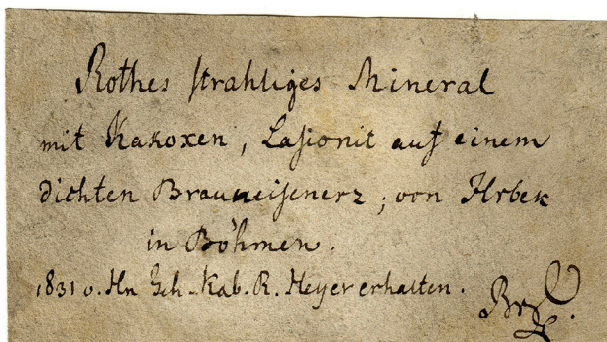 Rothes strahliges Mineral
mit Kakoxen, Lasionit auf einem
dichten Brauneisenerz; von Hrbek
in Böhmen.
1831 v. Hn Geh. Kab. R. Heyer erhalten.